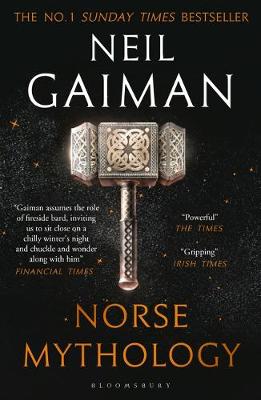 THE NO.1 SUNDAY TIMES BESTSELLER
NEIL
GAIMAN
"Gaiman assumes the role
of fireside bard, inviting
us to sit close on a
chilly winter's night
and chuckle and wonder
along with him"
FINANCIAL TIMES
"Powerful"
THE TIMES
"Gripping"
IRISH TIMES
NORSE
MYTHOLOGY
BLOOMSBURY